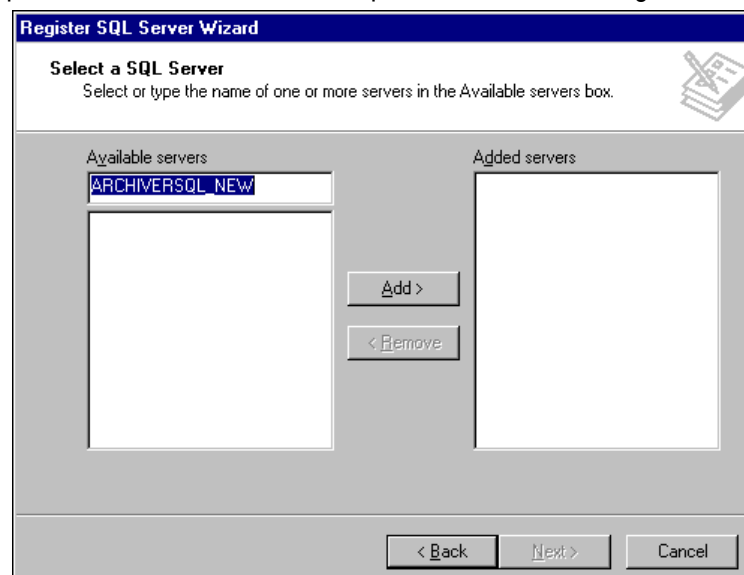 Register SQL Server Wizard
Select a SQL Server
Select or type the name of one or more servers in the Available servers box.
Available servers
Added servers
ARCHIVERSQL_NEW
Add >
< Remove
< Back
Next >
Cancel